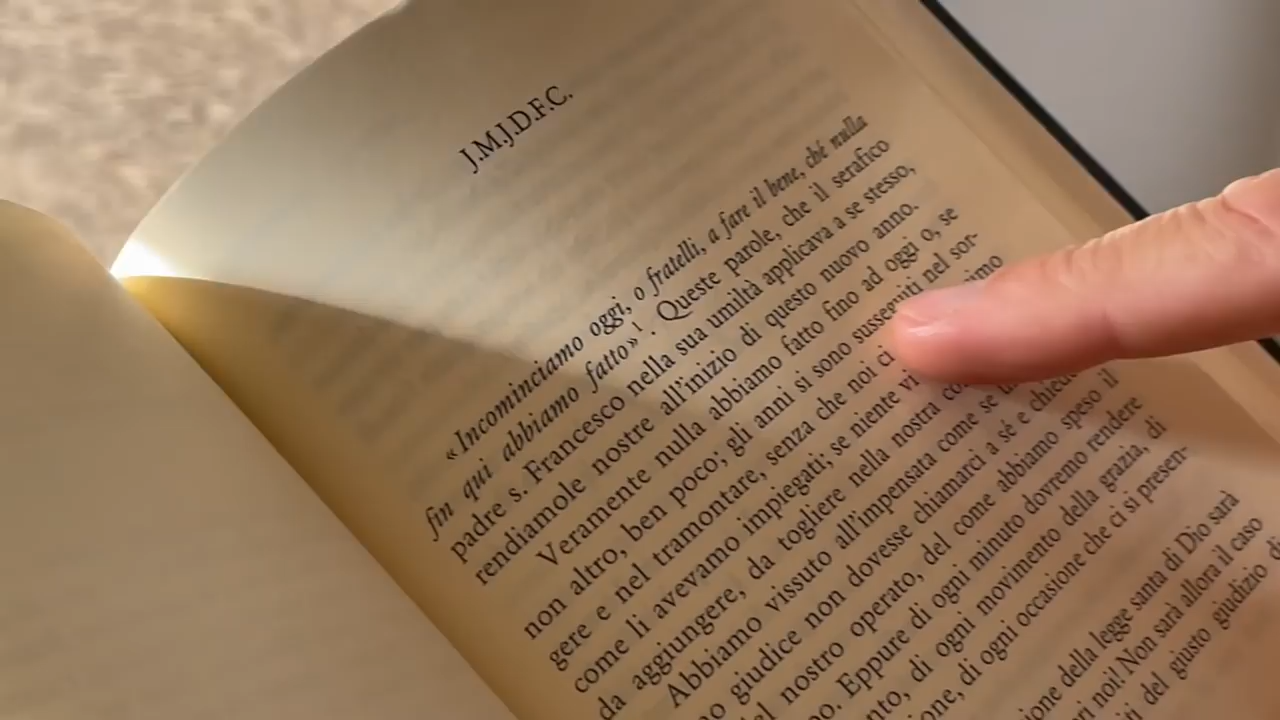 J.M.J.D.F.C.
«Incominciamo oggi, o fratelli, a fare il bene, ché nulla
fin qui abbiamo fatto»1. Queste parole, che il serafico
padre s. Francesco nella sua umiltà applicava a se stesso,
rendiamole nostre all'inizio di questo nuovo anno.
Veramente nulla abbiamo fatto fino ad oggi o, se
non altro, ben poco; gli anni si sono susseguiti nel sor-
gere e nel tramontare, senza che noi ci
come li avevamo impiegati; se niente vi
da aggiungere, da togliere nella nostra
Abbiamo vissuto all'impensata come se
giudice non dovesse chiamarci a sé e
nostro operato, del come abbiamo speso il
Eppure di ogni minuto dovremo rendere
di ogni movimento della grazia, di
di ogni occasione che ci si presen-
della legge santa di Dio sarà
noi! Non sarà allora il caso
del giusto giudizio